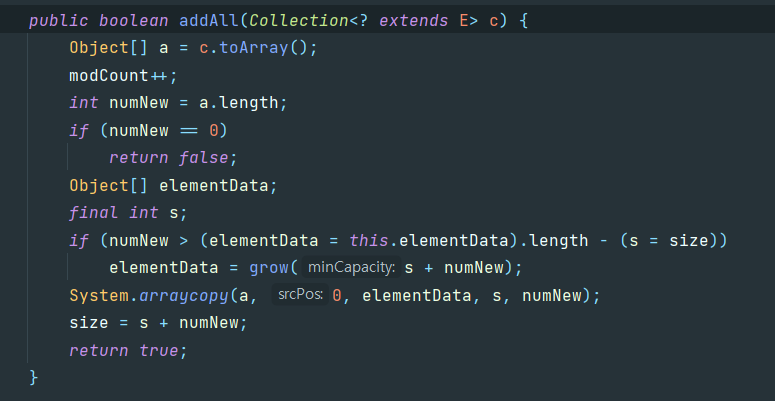 public boolean addAll(Collection<? extends E> c) {
    Object[] a = c.toArray();
    modCount++;
    int numNew = a.length;
    if (numNew == 0)
        return false;
    Object[] elementData;
    final int s;
    if (numNew > (elementData = this.elementData).length - (s = size))
        elementData = grow( minCapacity: s + numNew);
    System.arraycopy(a, srcPos: 0, elementData, s, numNew);
    size = s + numNew;
    return true;
}